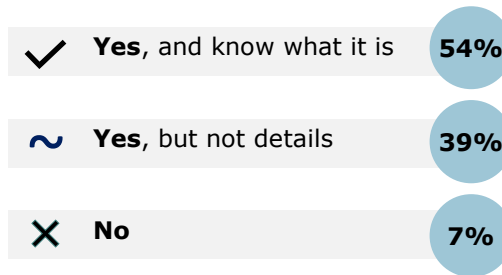 Yes, and know what it is 54%
~ Yes, but not details 39%
No 7%